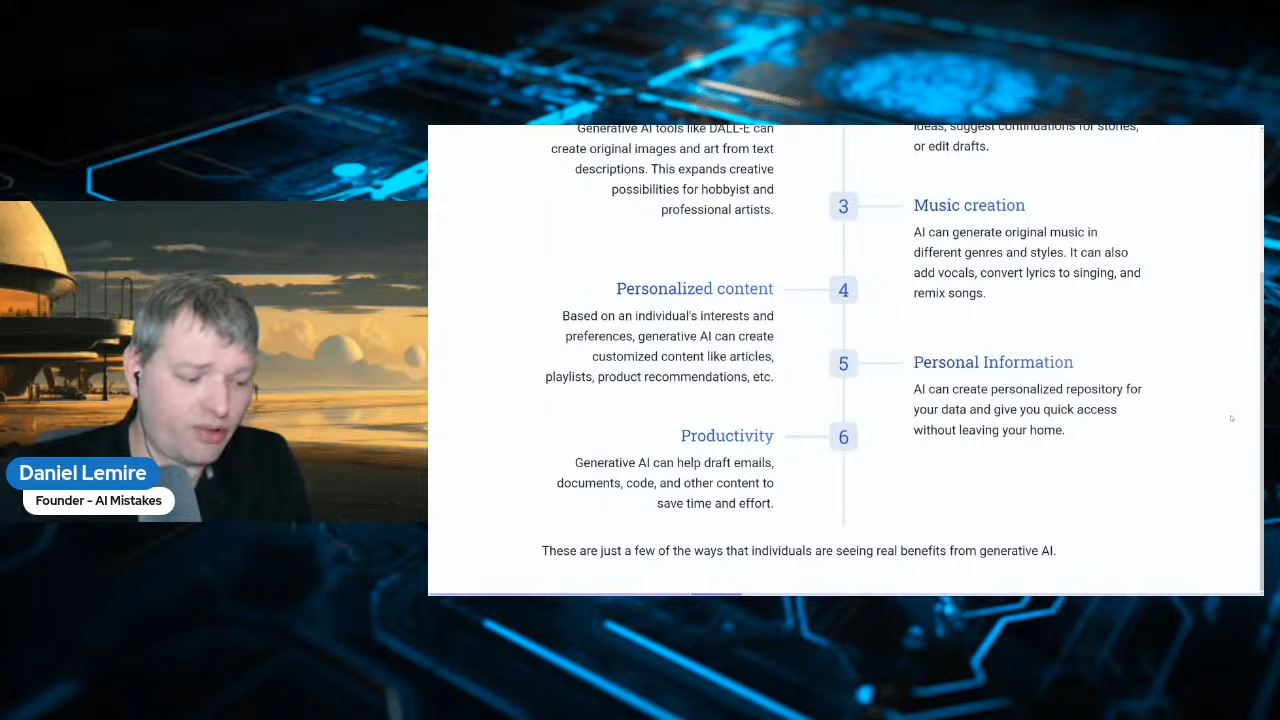 Generative AI tools like DALL-E can
create original images and art from text
descriptions. This expands creative
possibilities for hobbyist and
professional artists.
ideas, suggest continuations for stories,
or edit drafts.
3
Music creation
AI can generate original music in
different genres and styles. It can also
add vocals, convert lyrics to singing, and
remix songs.
Personalized content
4
Based on an individual's interests and
preferences, generative AI can create
customized content like articles,
playlists, product recommendations, etc.
5
Personal Information
AI can create personalized repository for
your data and give you quick access
without leaving your home.
Productivity
6
Generative AI can help draft emails,
documents, code, and other content to
save time and effort.
These are just a few of the ways that individuals are seeing real benefits from generative AI.
Daniel Lemire
Founder - AI Mistakes